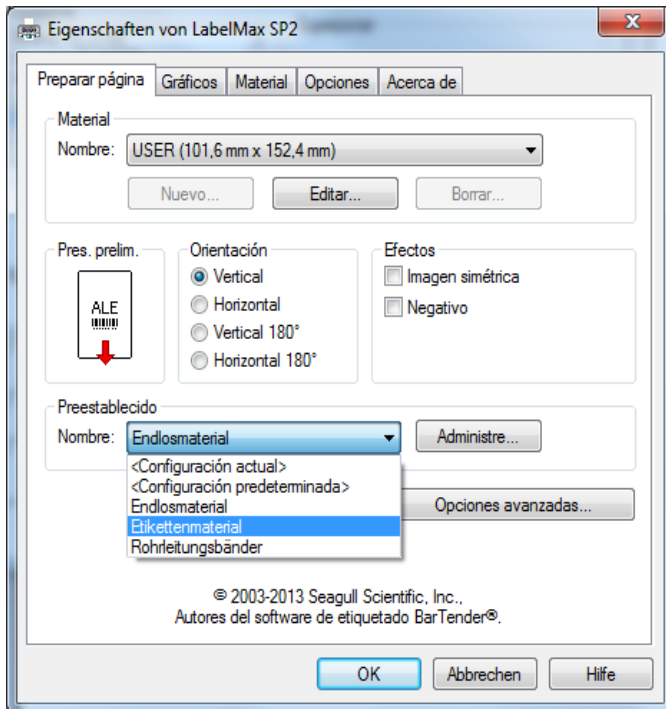 Eigenschaften von LabelMax SP2
Preparar página Gráficos Material Opciones Acerca de
Material
Nombre: USER (101,6 mm x 152,4 mm)
Nuevo... Editar... Borrar...
Pres. prelim.
ALE
Orientación
Vertical
Horizontal
Vertical 180°
Horizontal 180°
Efectos
Imagen simétrica
Negativo
Preestablecido
Nombre: Endlosmaterial Administre...
<Configuración actual>
<Configuración predeterminada>
Endlosmaterial
Etikettenmaterial
Rohrleitungsbänder
Opciones avanzadas...
© 2003-2013 Seagull Scientific, Inc.,
Autores del software de etiquetado BarTender®.
OK Abbrechen Hilfe